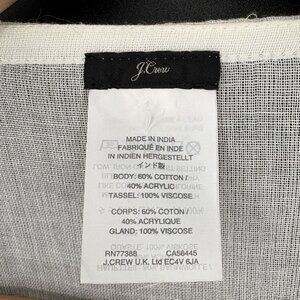 J.Crew
MADE IN INDIA
FABRIQUÉ EN INDE
IN INDIEN HERGESTELLT
インド製
BODY: 60% COTTON /
40% ACRYLIC
TASSEL: 100% VISCOSE
CORPS: 60% COTON /
40% ACRYLIQUE
GLAND: 100% VISCOSE
RN77388 CA56445
J.CREW U.K. Ltd EC4V 6JA